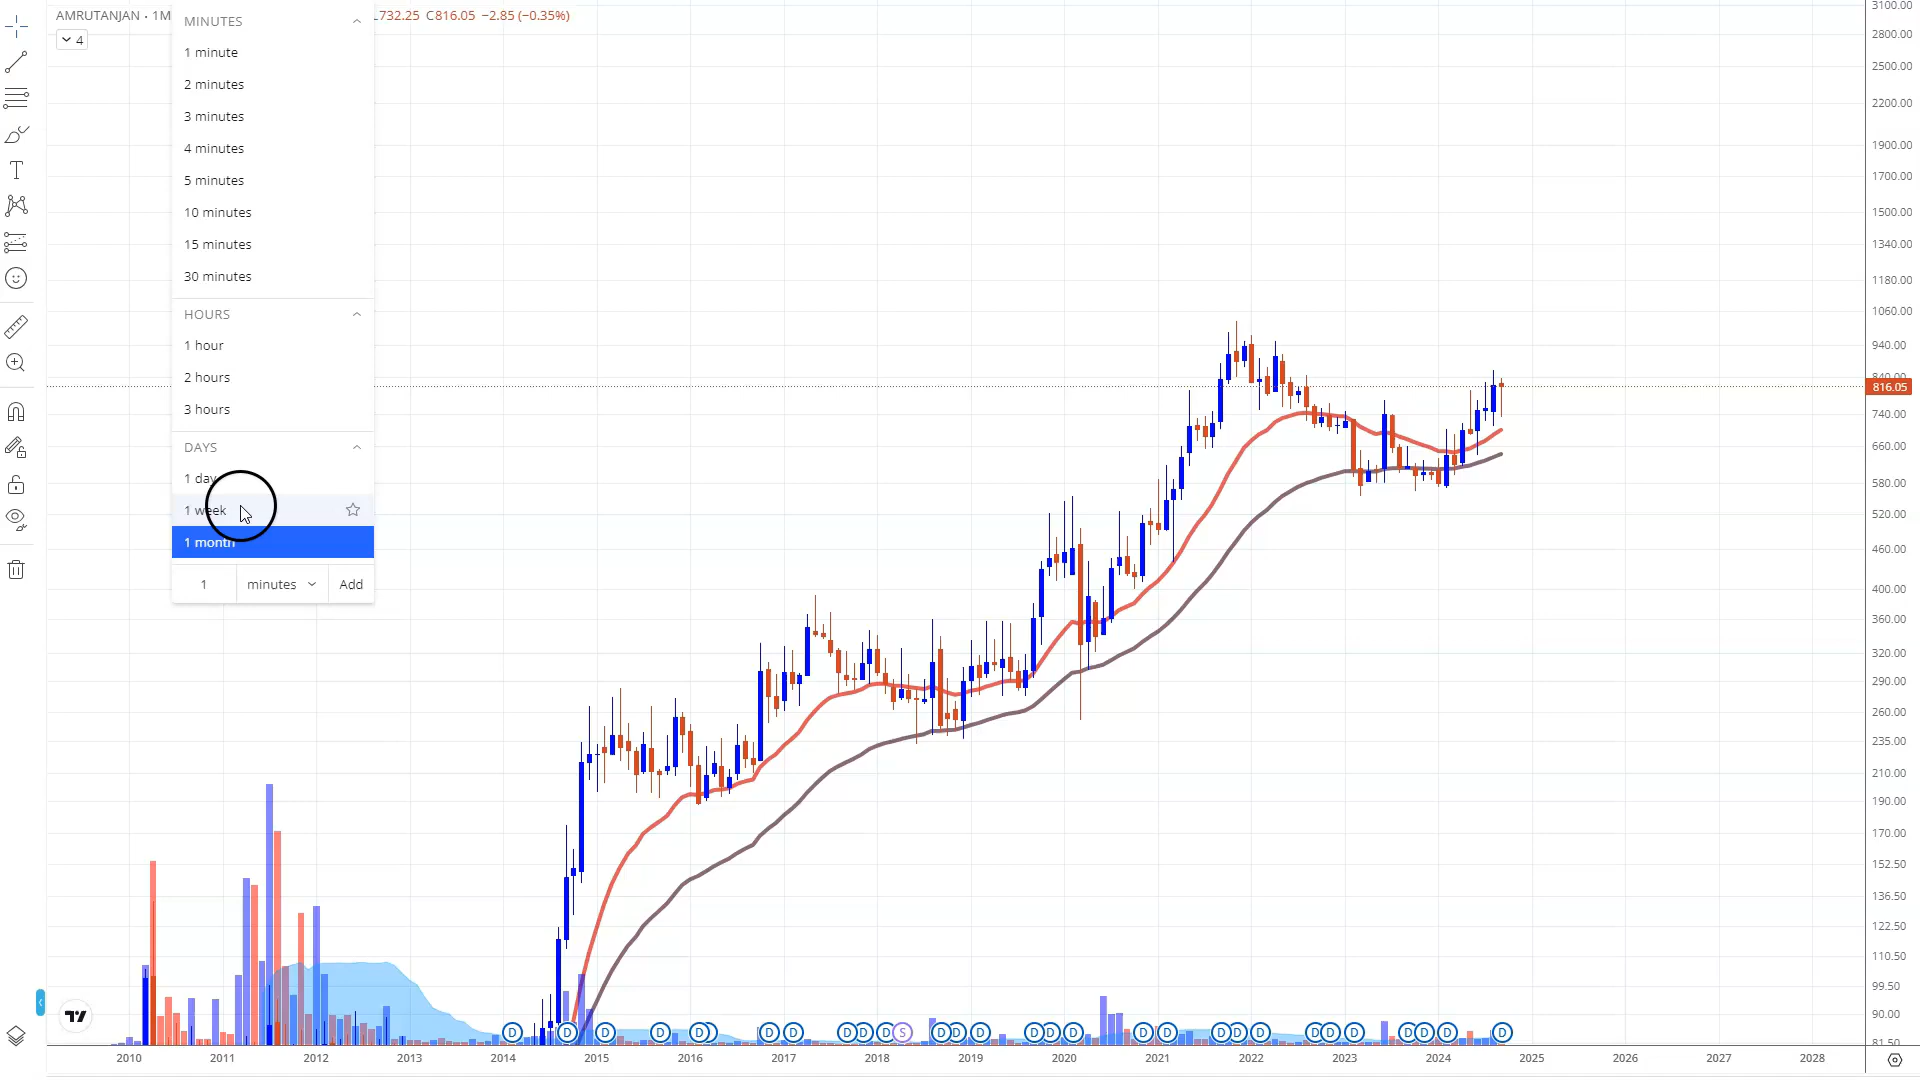 AMRUTANJAN · 1M
L732.25 C816.05 −2.85 (−0.35%)
4
MINUTES
1 minute
2 minutes
3 minutes
4 minutes
5 minutes
10 minutes
15 minutes
30 minutes
HOURS
1 hour
2 hours
3 hours
DAYS
1 day
1 week
1 month
1 minutes Add
3100.00
2800.00
2500.00
2200.00
1900.00
1700.00
1500.00
1340.00
1180.00
1060.00
940.00
840.00
816.05
740.00
660.00
580.00
520.00
460.00
400.00
360.00
320.00
290.00
260.00
235.00
210.00
190.00
170.00
152.50
136.50
122.50
110.50
99.50
90.00
81.50
D D D D D D D D D D S D D D D D D D D D D D D D D D D D D
2010 2011 2012 2013 2014 2015 2016 2017 2018 2019 2020 2021 2022 2023 2024 2025 2026 2027 2028